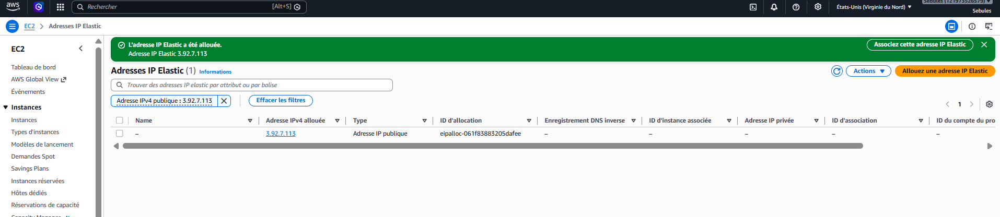 aws
Rechercher
[Alt+S]
États-Unis (Virginie du Nord)
Sebules (121973526579)
Sebules
EC2
Adresses IP Elastic
EC2
Tableau de bord
AWS Global View
Événements
Instances
Instances
Types d'instances
Modèles de lancement
Demandes Spot
Savings Plans
Instances réservées
Hôtes dédiés
Réservations de capacité
Capacity Manager
L'adresse IP Elastic a été allouée.
Adresse IP Elastic 3.92.7.113
Associez cette adresse IP Elastic
Adresses IP Elastic (1) Informations
Actions
Allouez une adresse IP Elastic
Trouver des adresses IP elastic par attribut ou par balise
Adresse IPv4 publique : 3.92.7.113
Effacer les filtres
1
Name Adresse IPv4 allouée Type ID d'allocation Enregistrement DNS inverse ID d'instance associée Adresse IP privée ID d'association ID du compte du pro
– 3.92.7.113 Adresse IP publique eipalloc-061f83883205dafee – – – – –